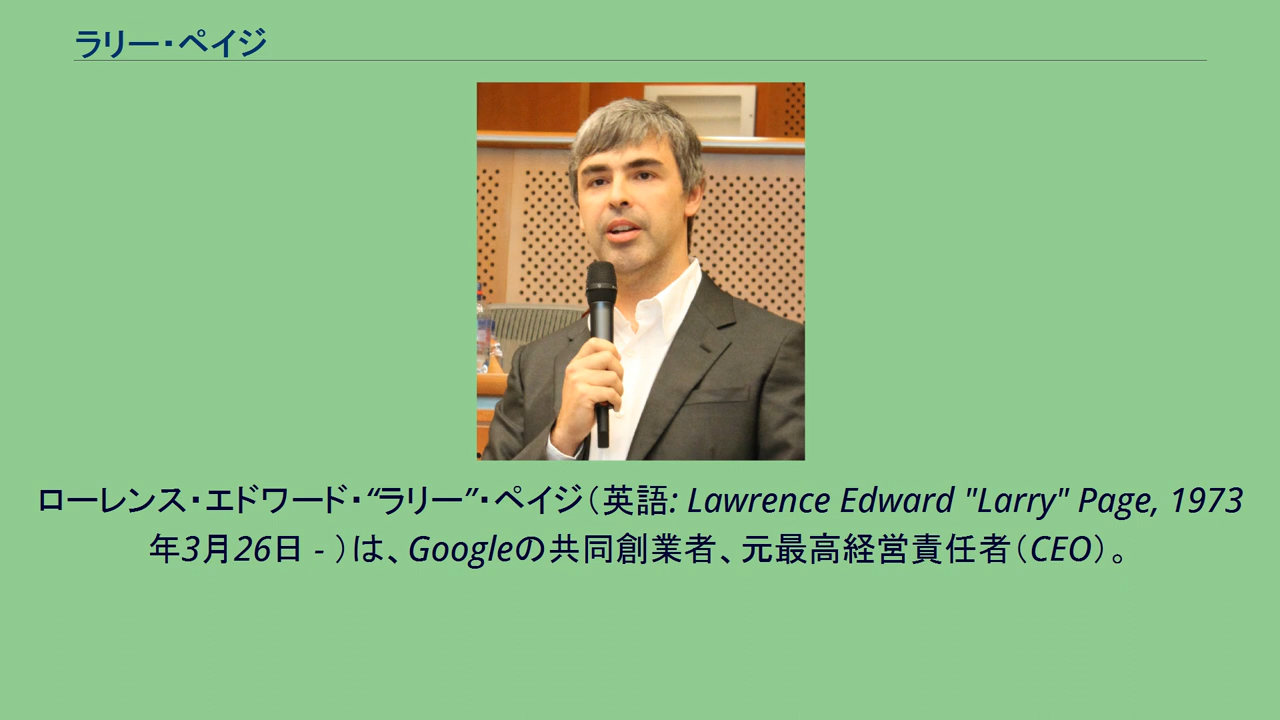 ラリー・ペイジ
ローレンス・エドワード・“ラリー”・ペイジ（英語: Lawrence Edward "Larry" Page, 1973
年3月26日 - ）は、Googleの共同創業者、元最高経営責任者（CEO）。